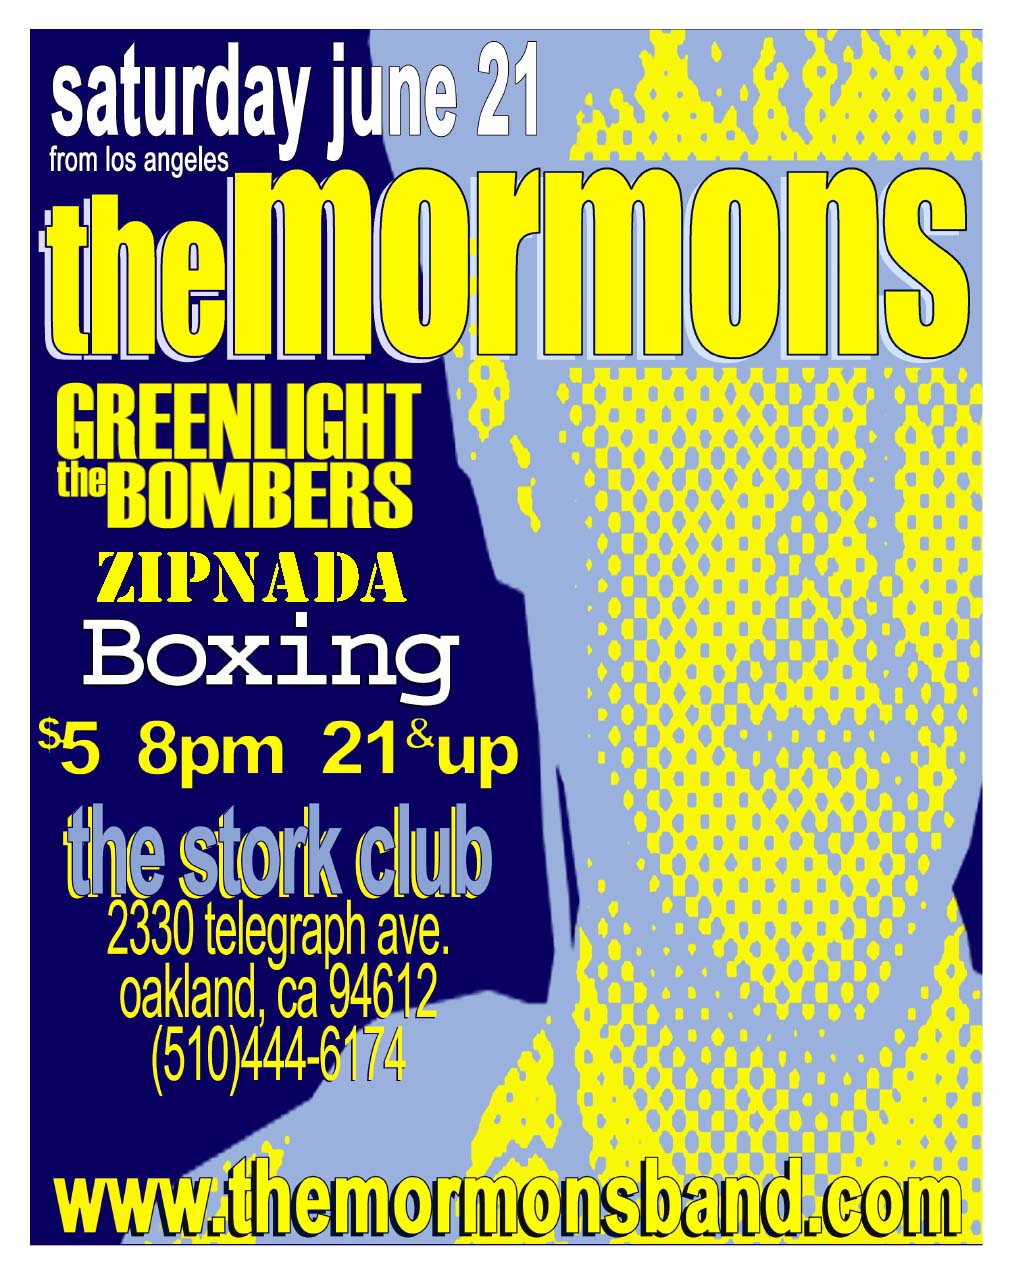 saturday june 21
from los angeles
the mormons
GREENLIGHT
the BOMBERS
ZIPNADA
Boxing
$5 8pm 21 & up
the stork club
2330 telegraph ave.
oakland, ca 94612
(510)444-6174
www.themormonsband.com